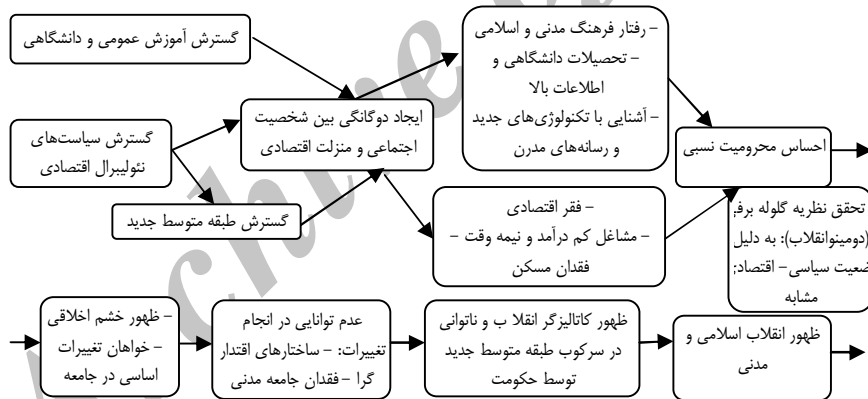 گسترش آموزش عمومی و دانشگاهی
– رفتار فرهنگ مدنی و اسلامی
– تحصیلات دانشگاهی و
اطلاعات بالا
– آشنایی با تکنولوژی‌های جدید
و رسانه‌های مدرن
گسترش سیاست‌های
نئولیبرال اقتصادی
ایجاد دوگانگی بین شخصیت
اجتماعی و منزلت اقتصادی
احساس محرومیت نسبی
گسترش طبقه متوسط جدید
– فقر اقتصادی
– مشاغل کم درآمد و نیمه وقت –
فقدان مسکن
تحقق نظریه گلوله برفی
(دومینوانقلاب): به دلیل
ضعیت سیاسی– اقتصادی
مشابه
– ظهور خشم اخلاقی
– خواهان تغییرات
اساسی در جامعه
عدم توانایی در انجام
تغییرات: – ساختارهای اقتدار
گرا – فقدان جامعه مدنی
ظهور کاتالیزگر انقلا ب و ناتوانی
در سرکوب طبقه متوسط جدید
توسط حکومت
ظهور انقلاب اسلامی و
مدنی